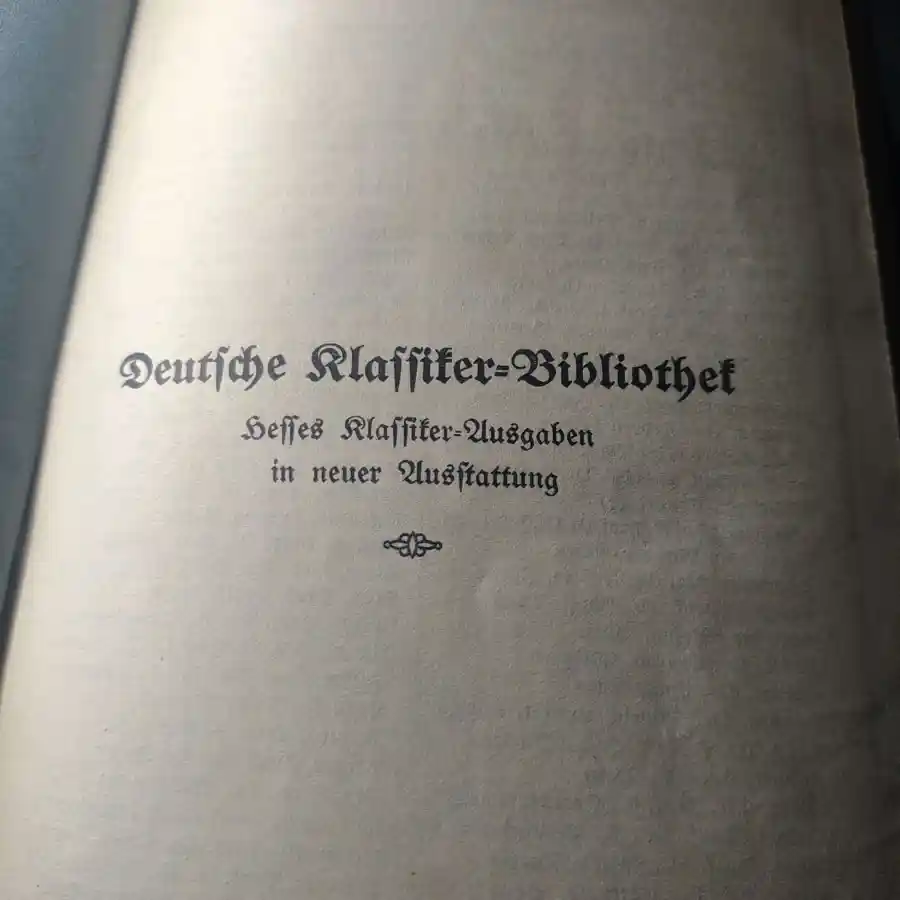 Deutſche Klaſſiker=Bibliothek
Heſſes Klaſſiker=Ausgaben
in neuer Ausſtattung